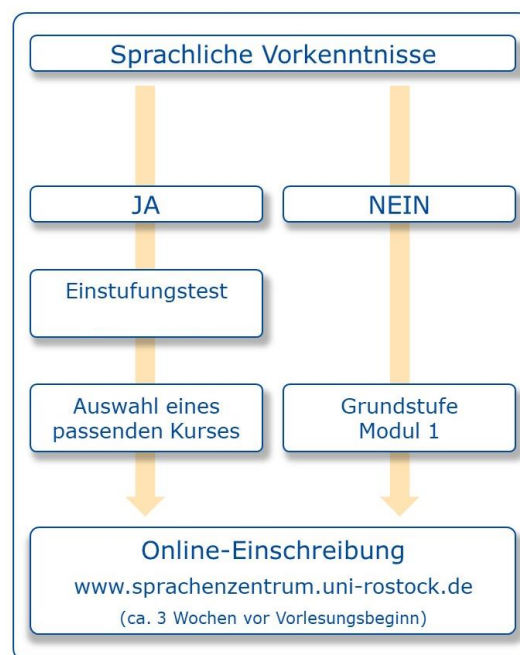 Sprachliche Vorkenntnisse
JA
NEIN
Einstufungstest
Auswahl eines
passenden Kurses
Grundstufe
Modul 1
Online-Einschreibung
www.sprachenzentrum.uni-rostock.de
(ca. 3 Wochen vor Vorlesungsbeginn)